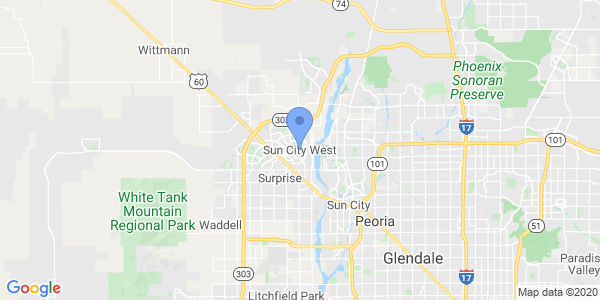 74
Wittmann
60
Phoenix
Sonoran
Preserve
303
17
101
101
Sun City West
Surprise
White Tank
Mountain
Regional Park
Waddell
Sun City
Peoria
51
Glendale
Paradis
Valley
303
17
Google
Litchfield Park
Map data ©2020